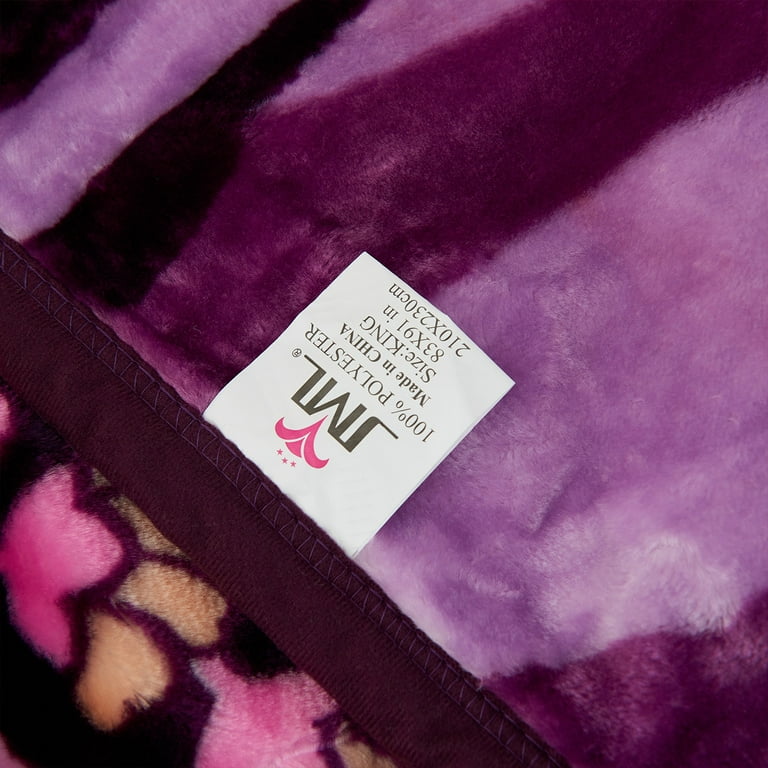 JML®
100% POLYESTER
Made in CHINA
Size:KING
83X91 in
210X230cm